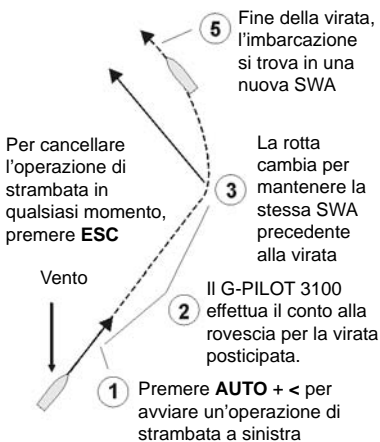 5
Fine della virata,
l'imbarcazione
si trova in una
nuova SWA
Per cancellare
l'operazione di
strambata in
qualsiasi momento,
premere ESC
3
La rotta
cambia per
mantenere la
stessa SWA
precedente
alla virata
Vento
2
Il G-PILOT 3100
effettua il conto alla
rovescia per la virata
posticipata.
1
Premere AUTO + < per
avviare un'operazione di
strambata a sinistra